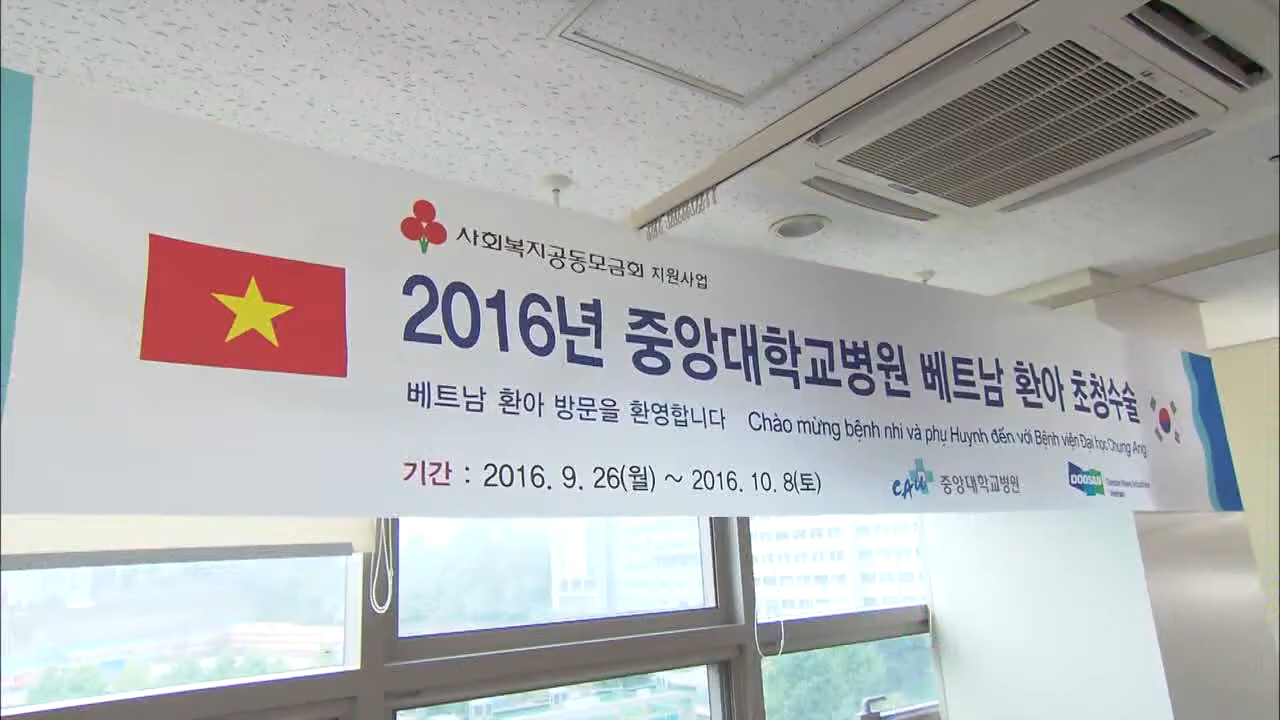 사회복지공동모금회 지원사업
2016년 중앙대학교병원 베트남 환아 초청수술
베트남 환아 방문을 환영합니다 Chào mừng bệnh nhi và phụ Huynh đến với Bệnh viện Đại học Chung Ang
기간 : 2016. 9. 26(월) ~ 2016. 10. 8(토)
CAU 중앙대학교병원
DOOSAN
Vietnam